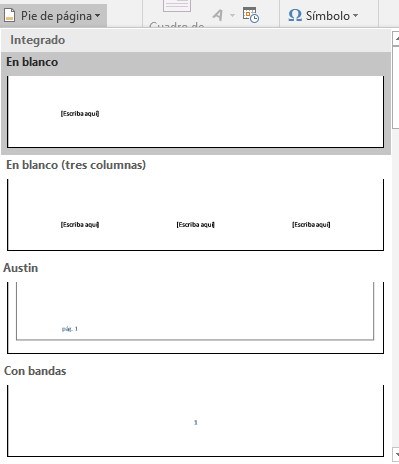 Pie de página
Cuadro de
A
Símbolo
Integrado
En blanco
[Escriba aquí]
En blanco (tres columnas)
[Escriba aquí] [Escriba aquí] [Escriba aquí]
Austin
pág. 1
Con bandas
1